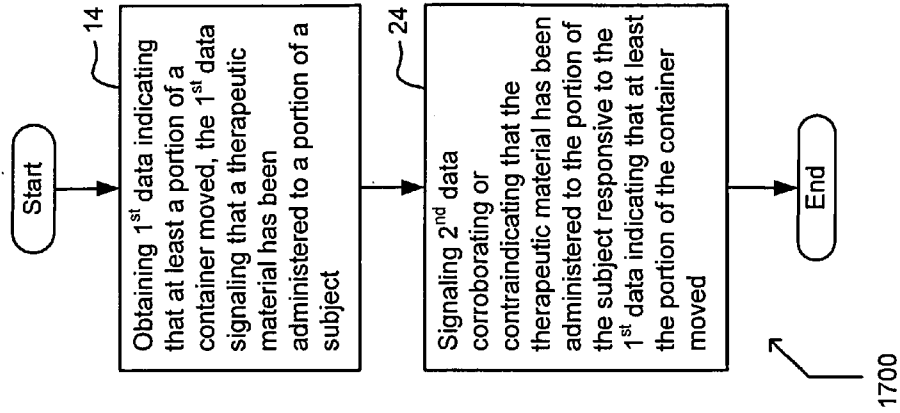 Start
14
Obtaining 1st data indicating
that at least a portion of a
container moved, the 1st data
signaling that a therapeutic
material has been
administered to a portion of a
subject
24
Signaling 2nd data
corroborating or
contraindicating that the
therapeutic material has been
administered to the portion of
the subject responsive to the
1st data indicating that at least
the portion of the container
moved
End
1700